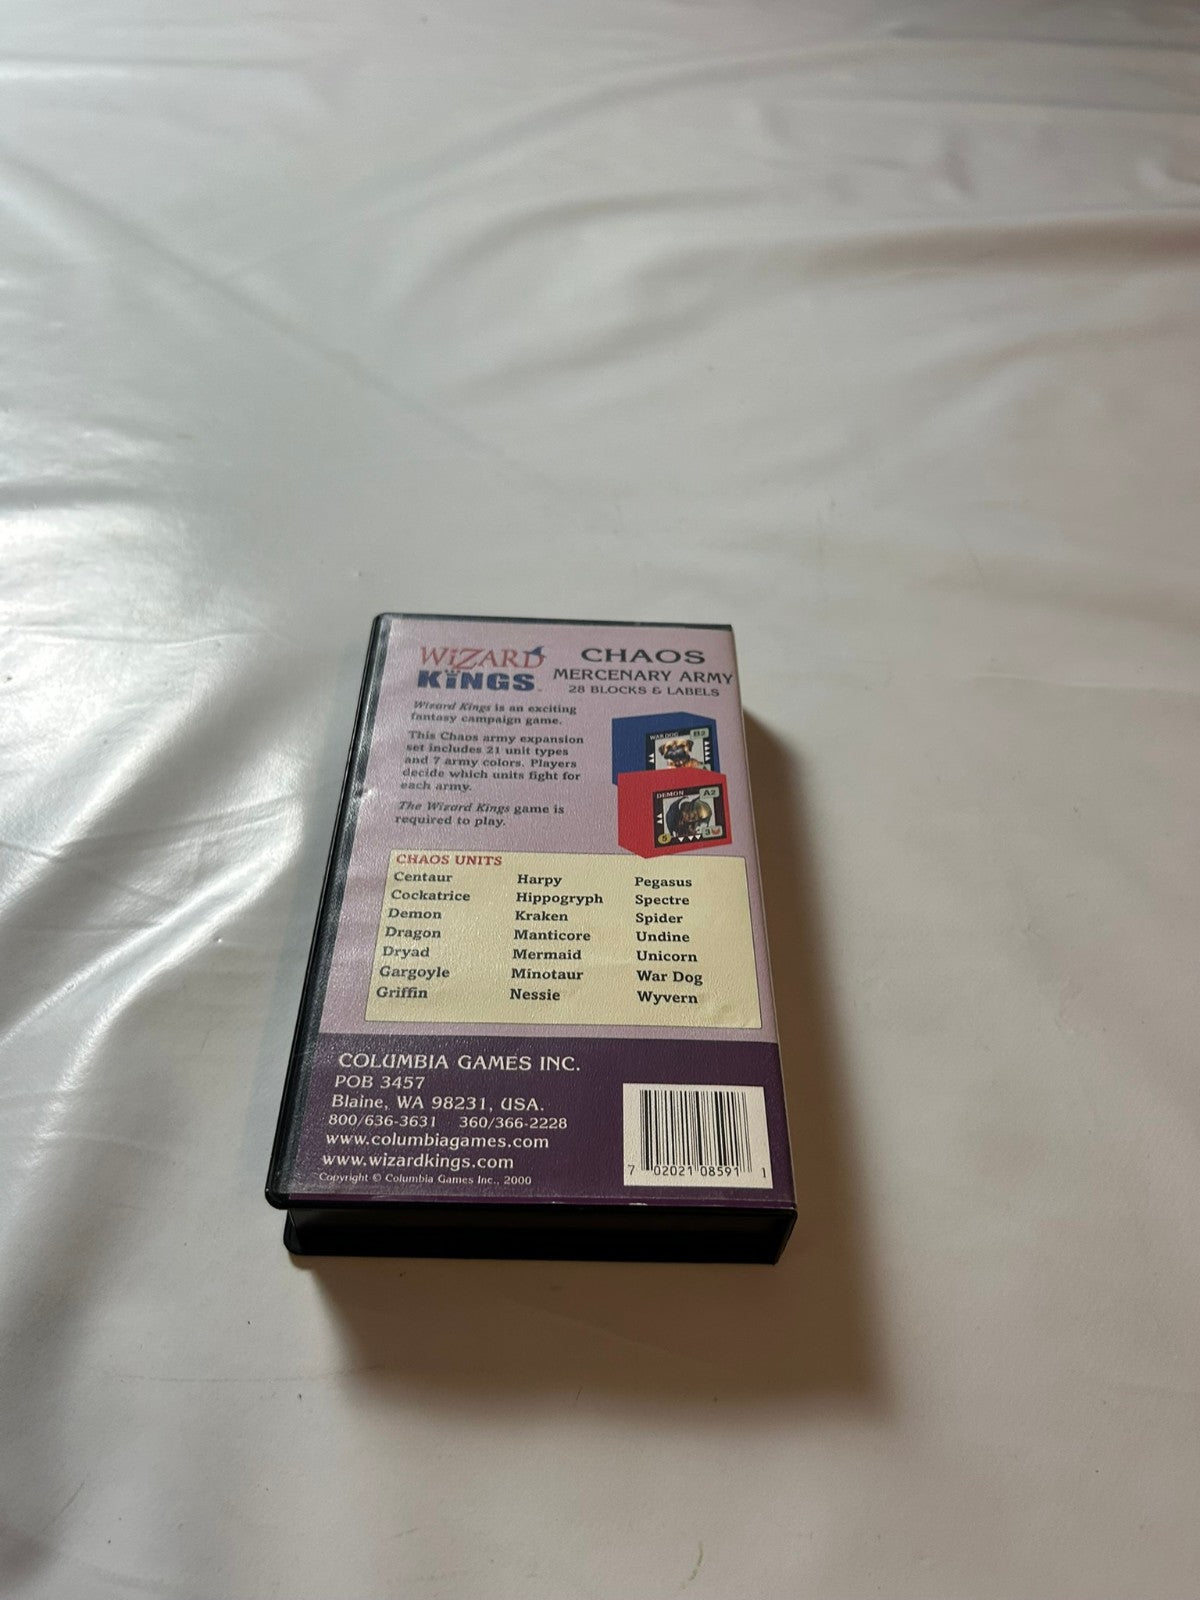 WIZARD
KINGS™
CHAOS
MERCENARY ARMY
28 BLOCKS & LABELS
Wizard Kings is an exciting
fantasy campaign game.
This Chaos army expansion
set includes 21 unit types
and 7 army colors. Players
decide which units fight for
each army.
The Wizard Kings game is
required to play.
WAR DOG B2
DEMON A2
5 3
CHAOS UNITS
Centaur
Cockatrice
Demon
Dragon
Dryad
Gargoyle
Griffin
Harpy
Hippogryph
Kraken
Manticore
Mermaid
Minotaur
Nessie
Pegasus
Spectre
Spider
Undine
Unicorn
War Dog
Wyvern
COLUMBIA GAMES INC.
POB 3457
Blaine, WA 98231, USA.
800/636-3631 360/366-2228
www.columbiagames.com
www.wizardkings.com
Copyright © Columbia Games Inc., 2000
7 02021 08591 1